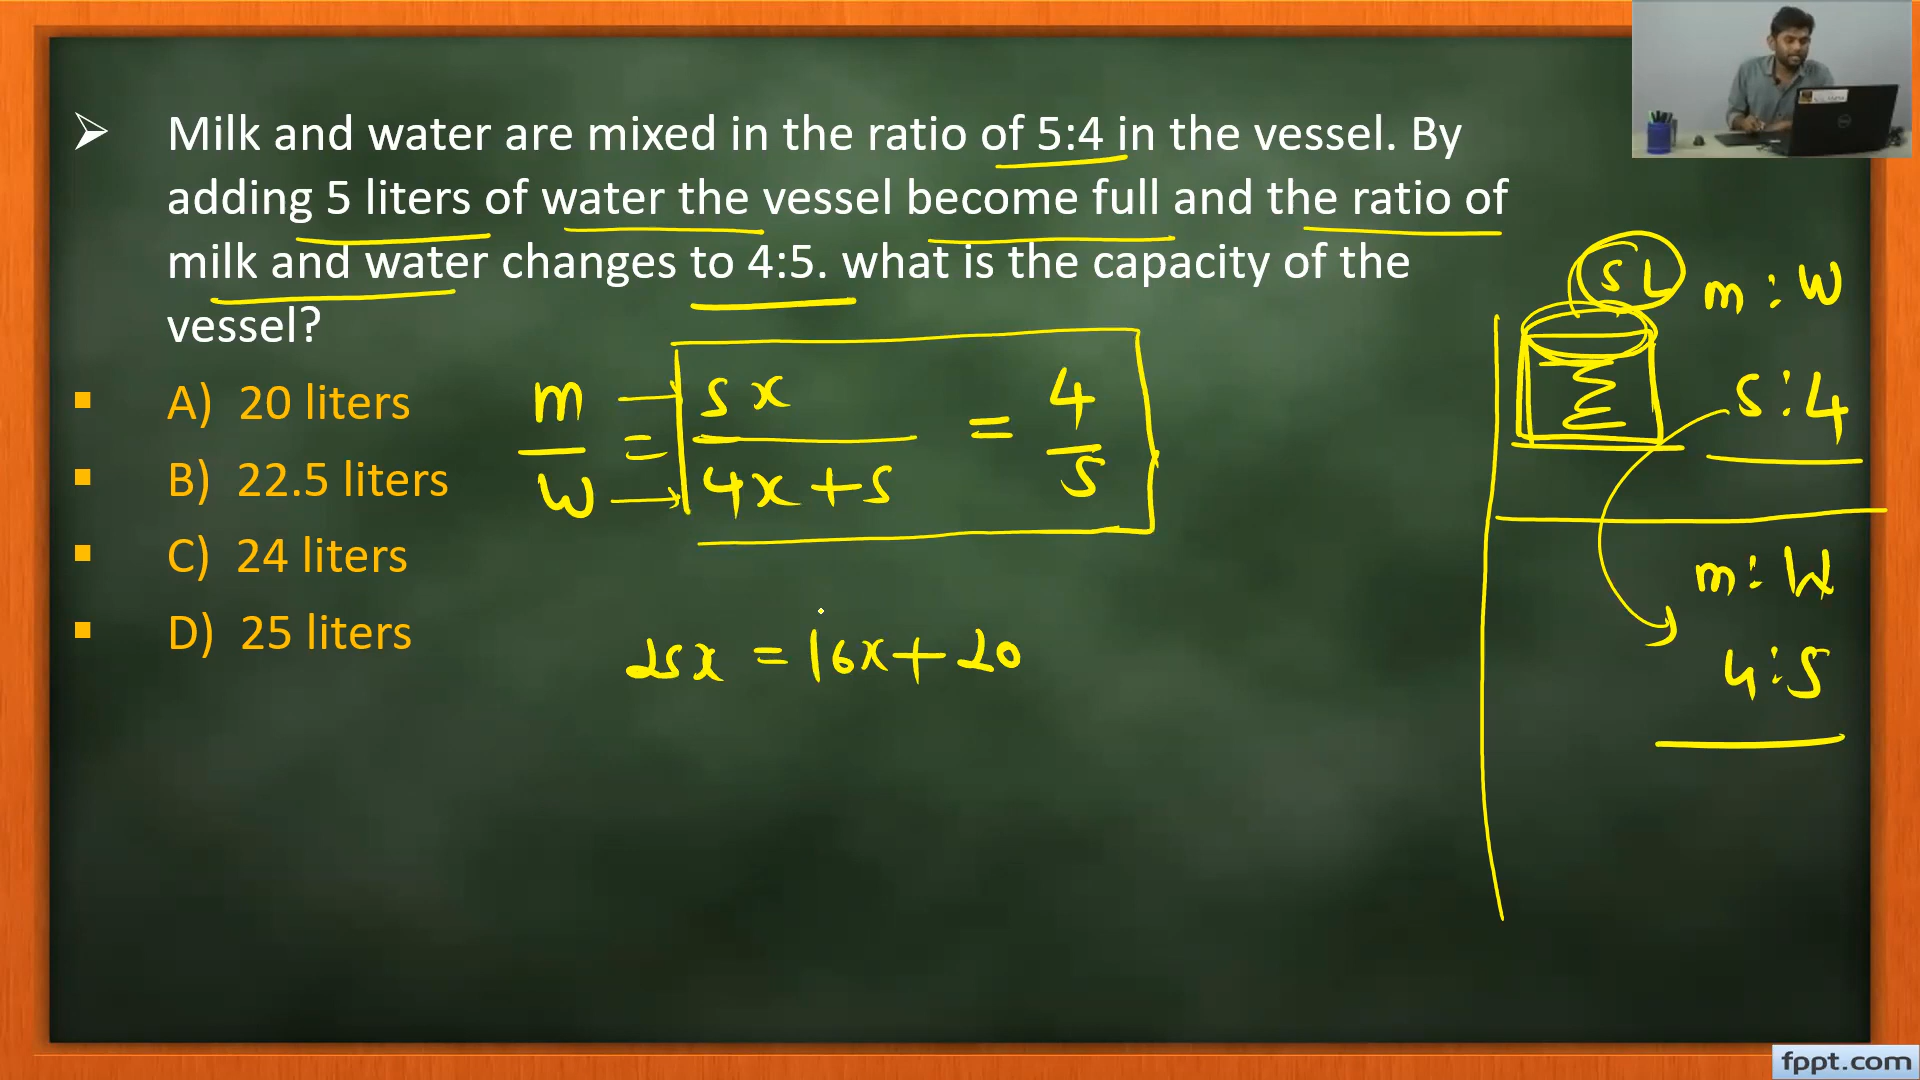 Milk and water are mixed in the ratio of 5:4 in the vessel. By
adding 5 liters of water the vessel become full and the ratio of
milk and water changes to 4:5. what is the capacity of the
vessel?
A) 20 liters
B) 22.5 liters
C) 24 liters
D) 25 liters
m/w = 5x/4x+5 = 4/5
25x = 16x+20
5L
m : W
5:4
m : W
4:5
fppt.com